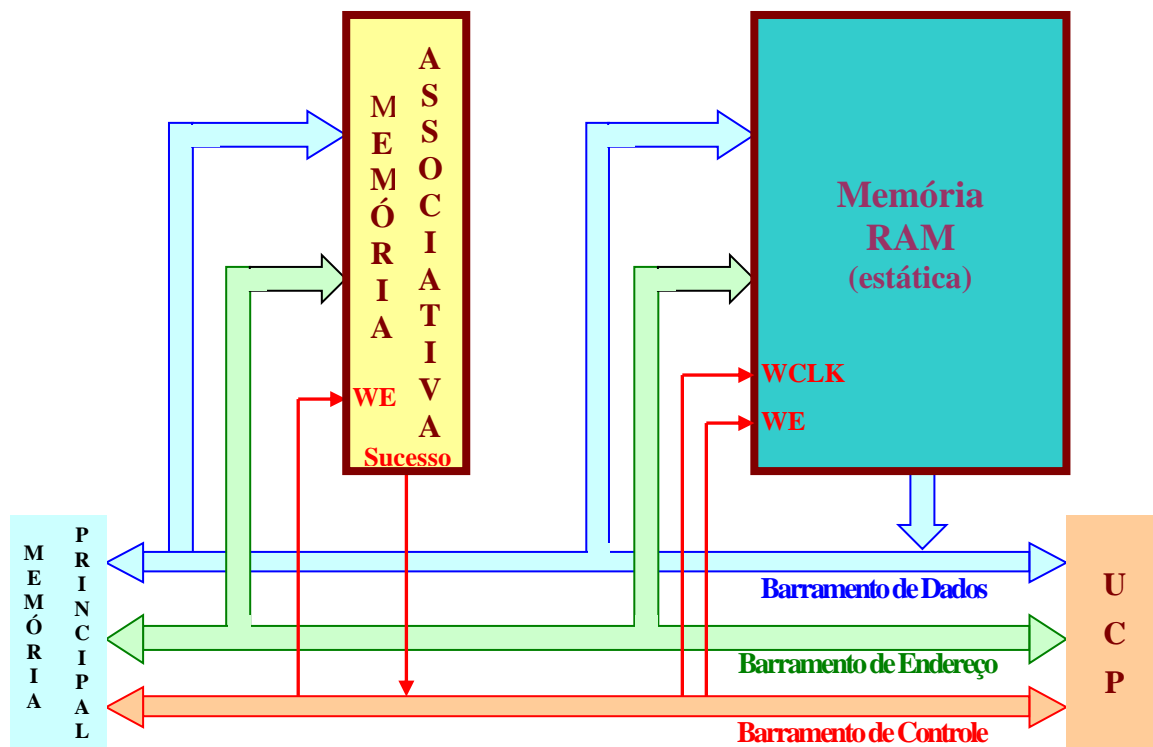 MEMÓRIA
ASSOCIATIVA
WE
Sucesso
Memória
RAM
(estática)
WCLK
WE
MEMÓRIA
PRINCIPAL
Barramento de Dados
Barramento de Endereço
Barramento de Controle
UCP